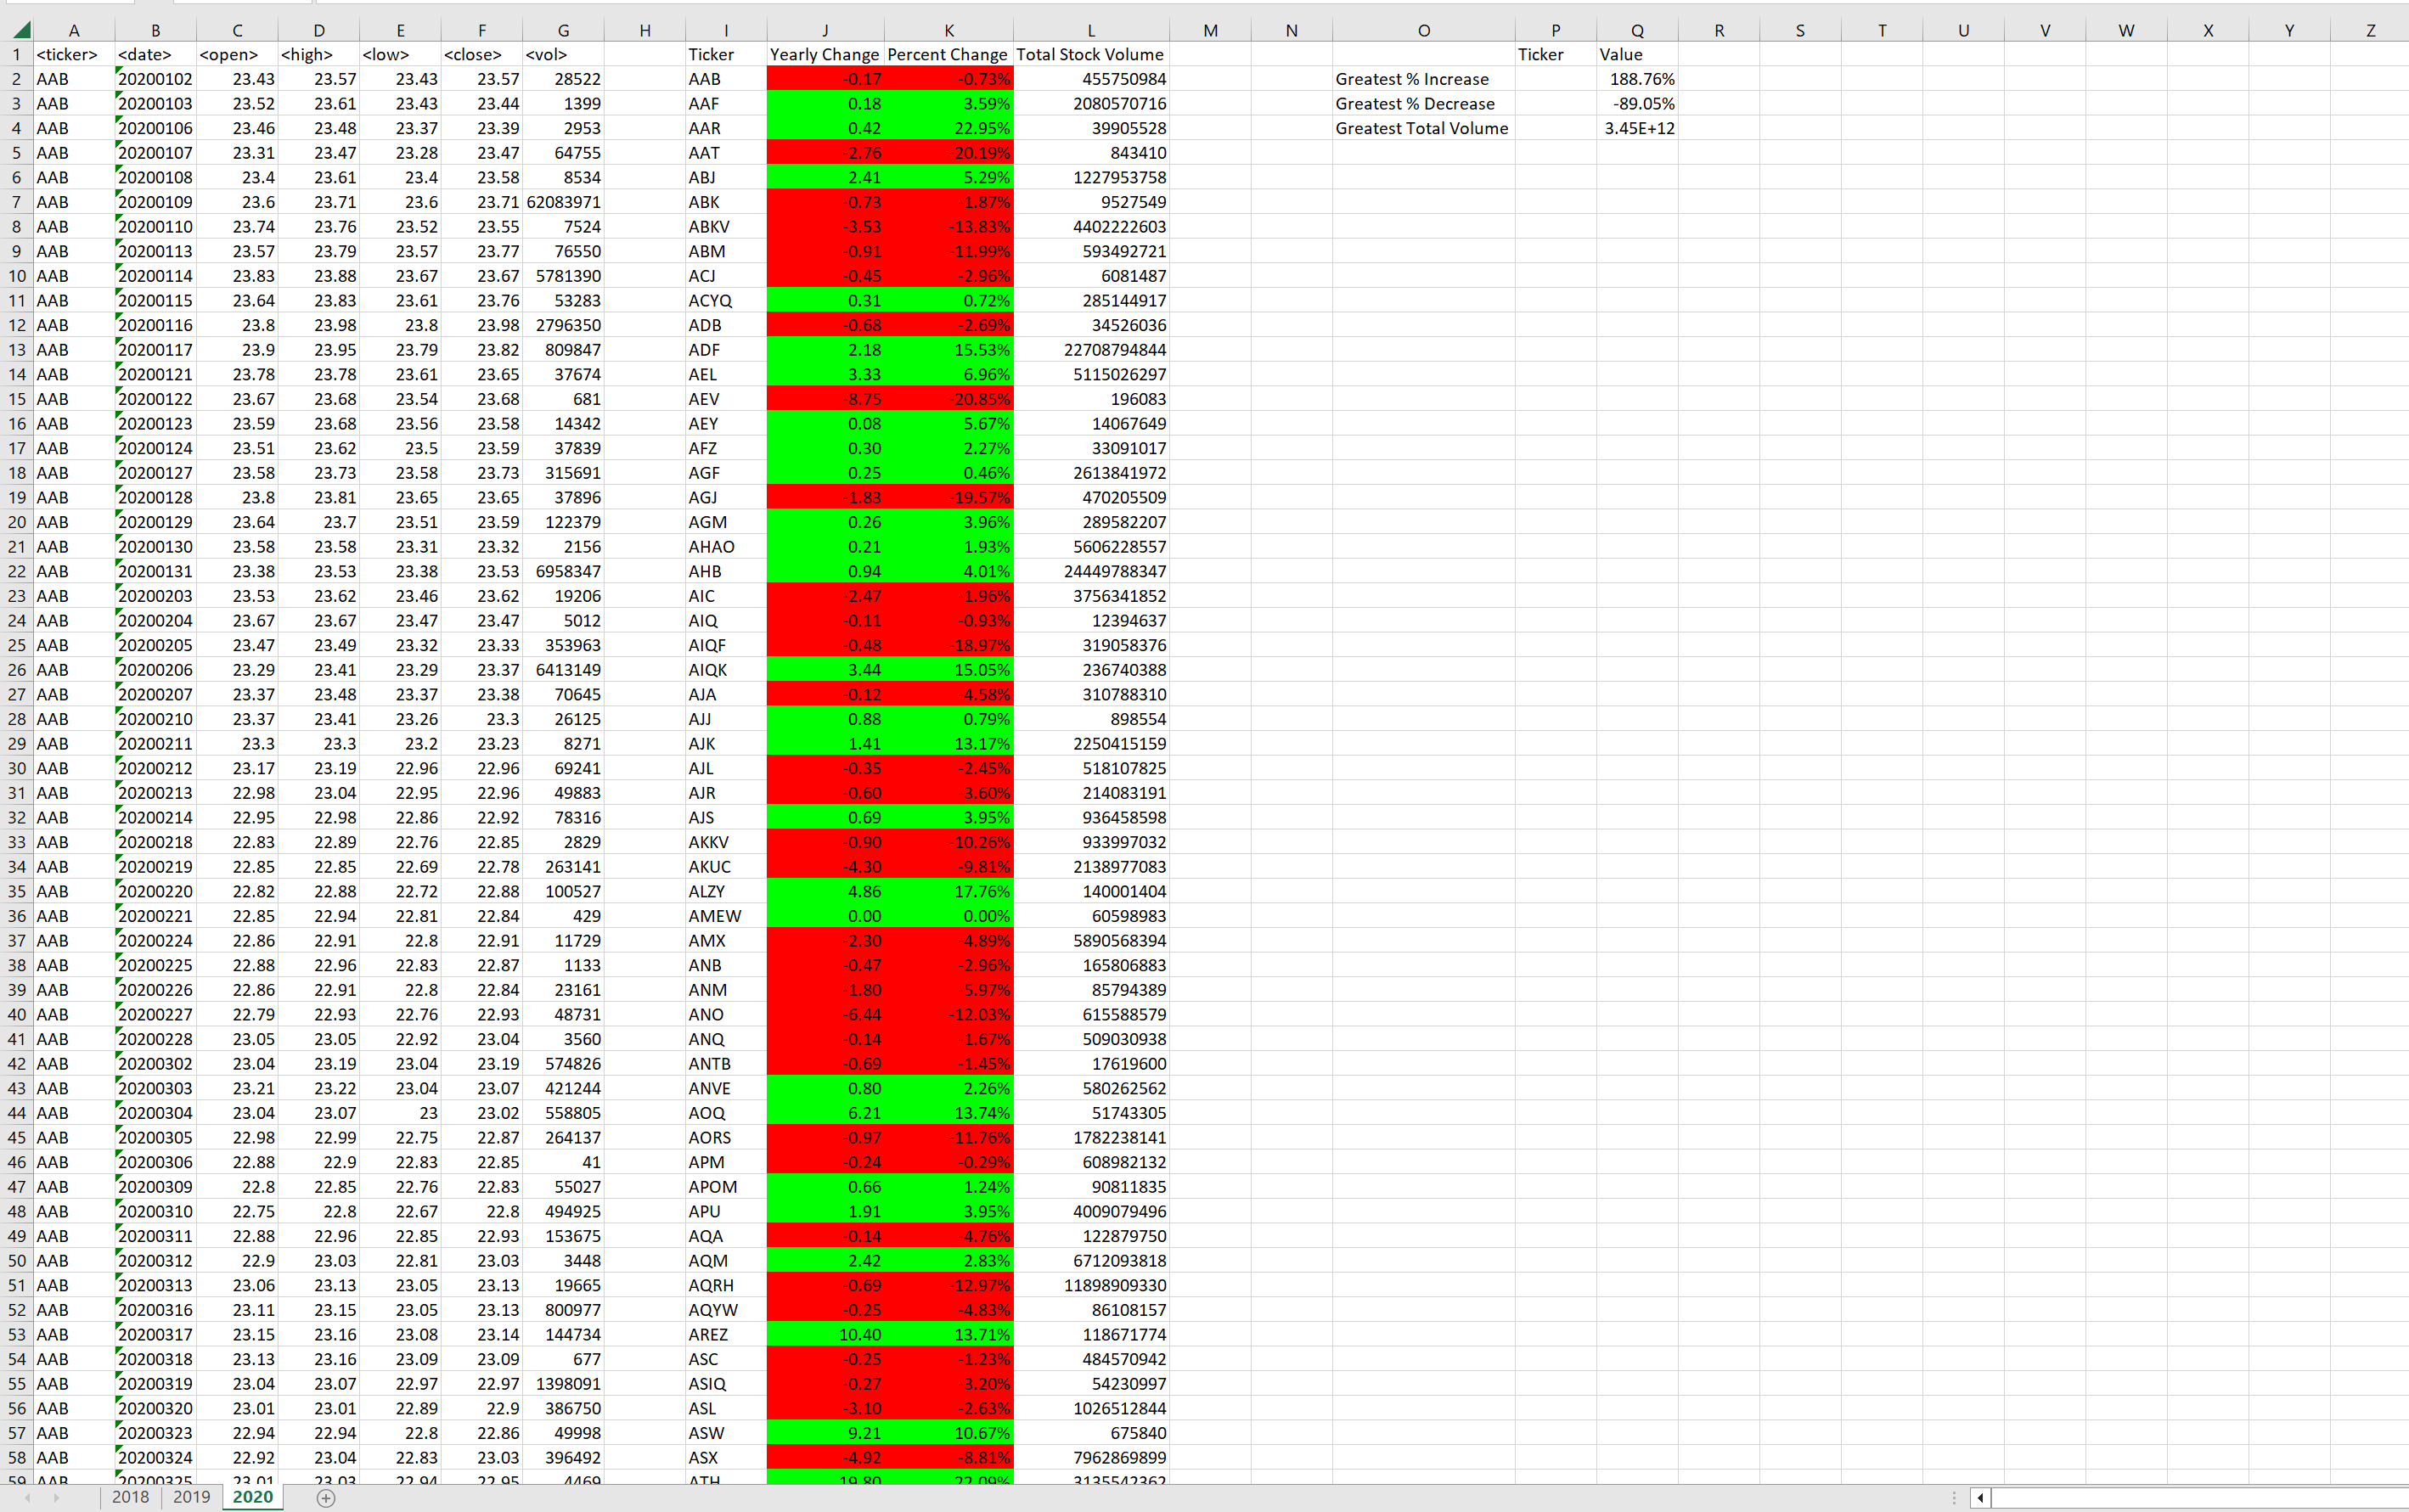 A B C D E F G H I J K L M N O P Q R S T U V W X Y Z
1 <ticker> <date> <open> <high> <low> <close> <vol> Ticker Yearly Change Percent Change Total Stock Volume Ticker Value
2 AAB 20200102 23.43 23.57 23.43 23.57 28522 AAB -0.17 -0.73% 455750984 Greatest % Increase 188.76%
3 AAB 20200103 23.52 23.61 23.43 23.44 1399 AAF 0.18 3.59% 2080570716 Greatest % Decrease -89.05%
4 AAB 20200106 23.46 23.48 23.37 23.39 2953 AAR 0.42 22.95% 39905528 Greatest Total Volume 3.45E+12
5 AAB 20200107 23.31 23.47 23.28 23.47 64755 AAT -2.76 -20.19% 843410
6 AAB 20200108 23.4 23.61 23.4 23.58 8534 ABJ 2.41 5.29% 1227953758
7 AAB 20200109 23.6 23.71 23.6 23.71 62083971 ABK -0.73 -1.87% 9527549
8 AAB 20200110 23.74 23.76 23.52 23.55 7524 ABKV -3.53 -13.83% 4402222603
9 AAB 20200113 23.57 23.79 23.57 23.77 76550 ABM -0.91 -11.99% 593492721
10 AAB 20200114 23.83 23.88 23.67 23.67 5781390 ACJ -0.45 -2.96% 6081487
11 AAB 20200115 23.64 23.83 23.61 23.76 53283 ACYQ 0.31 0.72% 285144917
12 AAB 20200116 23.8 23.98 23.8 23.98 2796350 ADB -0.68 -2.69% 34526036
13 AAB 20200117 23.9 23.95 23.79 23.82 809847 ADF 2.18 15.53% 22708794844
14 AAB 20200121 23.78 23.78 23.61 23.65 37674 AEL 3.33 6.96% 5115026297
15 AAB 20200122 23.67 23.68 23.54 23.68 681 AEV -8.75 -20.85% 196083
16 AAB 20200123 23.59 23.68 23.56 23.58 14342 AEY 0.08 5.67% 14067649
17 AAB 20200124 23.51 23.62 23.5 23.59 37839 AFZ 0.30 2.27% 33091017
18 AAB 20200127 23.58 23.73 23.58 23.73 315691 AGF 0.25 0.46% 2613841972
19 AAB 20200128 23.8 23.81 23.65 23.65 37896 AGJ -1.83 -19.57% 470205509
20 AAB 20200129 23.64 23.7 23.51 23.59 122379 AGM 0.26 3.96% 289582207
21 AAB 20200130 23.58 23.58 23.31 23.32 2156 AHAO 0.21 1.93% 5606228557
22 AAB 20200131 23.38 23.53 23.38 23.53 6958347 AHB 0.94 4.01% 24449788347
23 AAB 20200203 23.53 23.62 23.46 23.62 19206 AIC -2.47 -1.96% 3756341852
24 AAB 20200204 23.67 23.67 23.47 23.47 5012 AIQ -0.11 -0.93% 12394637
25 AAB 20200205 23.47 23.49 23.32 23.33 353963 AIQF -0.48 -18.97% 319058376
26 AAB 20200206 23.29 23.41 23.29 23.37 6413149 AIQK 3.44 15.05% 236740388
27 AAB 20200207 23.37 23.48 23.37 23.38 70645 AJA -0.12 -4.58% 310788310
28 AAB 20200210 23.37 23.41 23.26 23.3 26125 AJJ 0.88 0.79% 898554
29 AAB 20200211 23.3 23.3 23.2 23.23 8271 AJK 1.41 13.17% 2250415159
30 AAB 20200212 23.17 23.19 22.96 22.96 69241 AJL -0.35 -2.45% 518107825
31 AAB 20200213 22.98 23.04 22.95 22.96 49883 AJR -0.60 -3.60% 214083191
32 AAB 20200214 22.95 22.98 22.86 22.92 78316 AJS 0.69 3.95% 936458598
33 AAB 20200218 22.83 22.89 22.76 22.85 2829 AKKV -0.90 -10.26% 933997032
34 AAB 20200219 22.85 22.85 22.69 22.78 263141 AKUC -4.30 -9.81% 2138977083
35 AAB 20200220 22.82 22.88 22.72 22.88 100527 ALZY 4.86 17.76% 140001404
36 AAB 20200221 22.85 22.94 22.81 22.84 429 AMEW 0.00 0.00% 60598983
37 AAB 20200224 22.86 22.91 22.8 22.91 11729 AMX -2.30 -4.89% 5890568394
38 AAB 20200225 22.88 22.96 22.83 22.87 1133 ANB -0.47 -2.96% 165806883
39 AAB 20200226 22.86 22.91 22.8 22.84 23161 ANM -1.80 -5.97% 85794389
40 AAB 20200227 22.79 22.93 22.76 22.93 48731 ANO -6.44 -12.03% 615588579
41 AAB 20200228 23.05 23.05 22.92 23.04 3560 ANQ -0.14 -1.67% 509030938
42 AAB 20200302 23.04 23.19 23.04 23.19 574826 ANTB -0.69 -1.45% 17619600
43 AAB 20200303 23.21 23.22 23.04 23.07 421244 ANVE 0.80 2.26% 580262562
44 AAB 20200304 23.04 23.07 23 23.02 558805 AOQ 6.21 13.74% 51743305
45 AAB 20200305 22.98 22.99 22.75 22.87 264137 AORS -0.97 -11.76% 1782238141
46 AAB 20200306 22.88 22.9 22.83 22.85 41 APM -0.24 -0.29% 608982132
47 AAB 20200309 22.8 22.85 22.76 22.83 55027 APOM 0.66 1.24% 90811835
48 AAB 20200310 22.75 22.8 22.67 22.8 494925 APU 1.91 3.95% 4009079496
49 AAB 20200311 22.88 22.96 22.85 22.93 153675 AQA -0.14 -4.76% 122879750
50 AAB 20200312 22.9 23.03 22.81 23.03 3448 AQM 2.42 2.83% 6712093818
51 AAB 20200313 23.06 23.13 23.05 23.13 19665 AQRH -0.69 -12.97% 11898909330
52 AAB 20200316 23.11 23.15 23.05 23.13 800977 AQYW -0.25 -4.83% 86108157
53 AAB 20200317 23.15 23.16 23.08 23.14 144734 AREZ 10.40 13.71% 118671774
54 AAB 20200318 23.13 23.16 23.09 23.09 677 ASC -0.25 -1.23% 484570942
55 AAB 20200319 23.04 23.07 22.97 22.97 1398091 ASIQ -0.27 -3.20% 54230997
56 AAB 20200320 23.01 23.01 22.89 22.9 386750 ASL -3.10 -2.63% 1026512844
57 AAB 20200323 22.94 22.94 22.8 22.86 49998 ASW 9.21 10.67% 675840
58 AAB 20200324 22.92 23.04 22.83 23.03 396492 ASX -4.92 -8.81% 7962869899
59 AAB 20200325 23.01 23.03 22.94 22.95 4469 ATH 19.80 22.09% 3135542362
2018 2019 2020